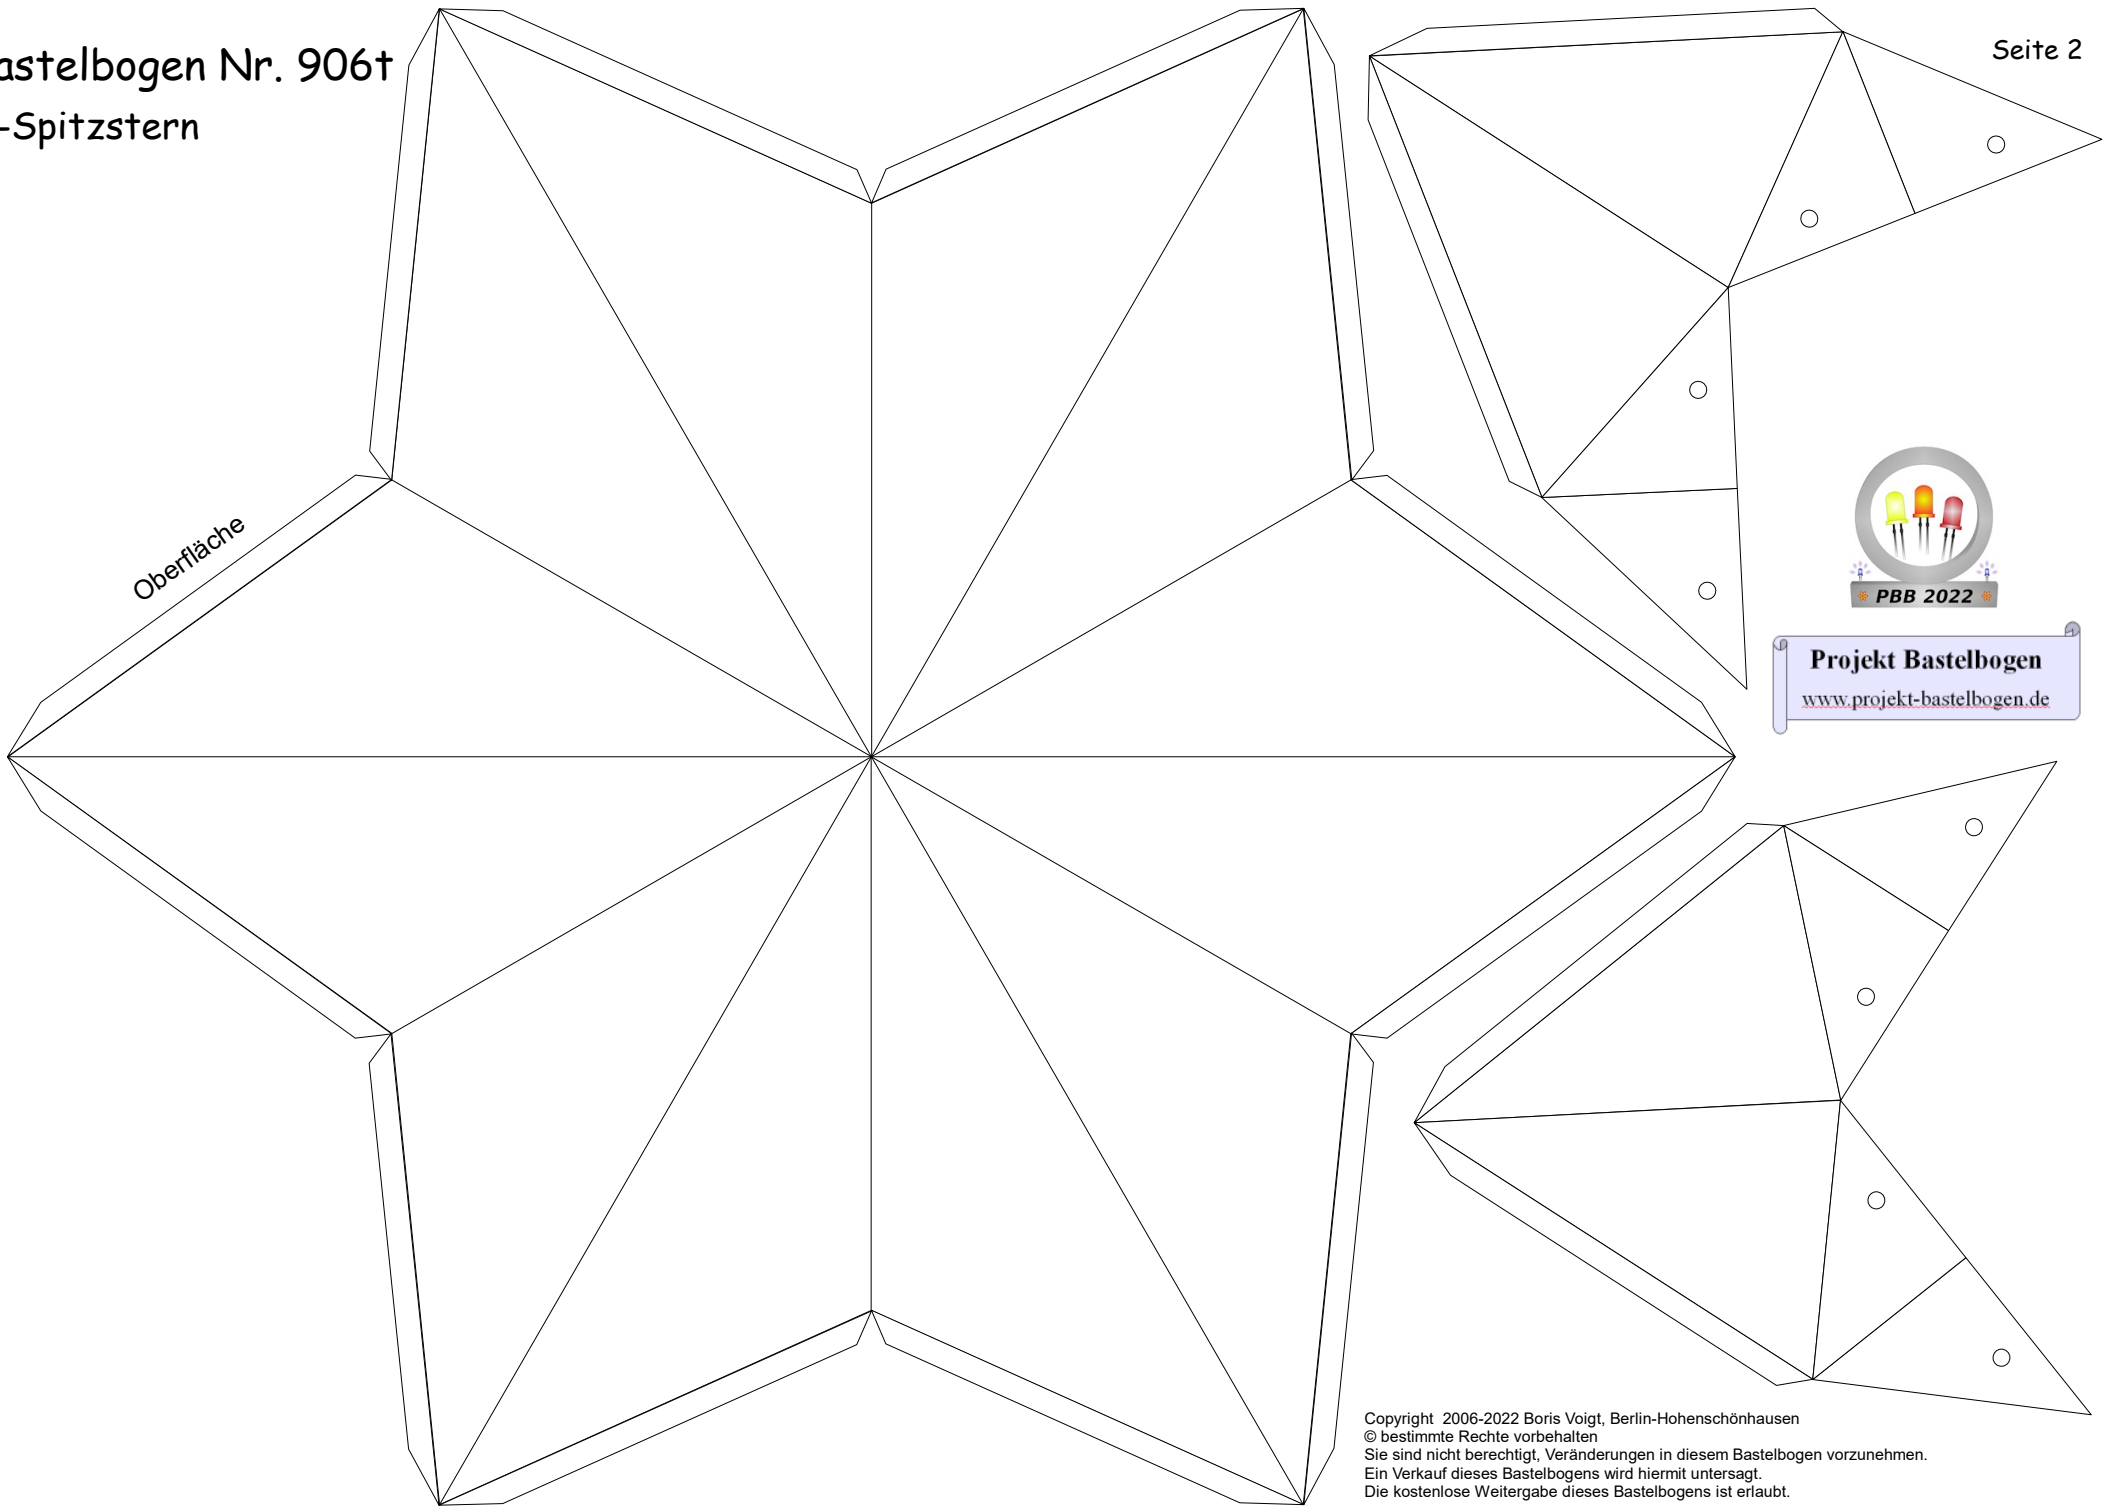 astelbogen Nr. 906t
-Spitzstern
Seite 2
Oberfläche
PBB 2022
Projekt Bastelbogen
www.projekt-bastelbogen.de
Copyright  2006-2022 Boris Voigt, Berlin-Hohenschönhausen
© bestimmte Rechte vorbehalten
Sie sind nicht berechtigt, Veränderungen in diesem Bastelbogen vorzunehmen.
Ein Verkauf dieses Bastelbogens wird hiermit untersagt.
Die kostenlose Weitergabe dieses Bastelbogens ist erlaubt.